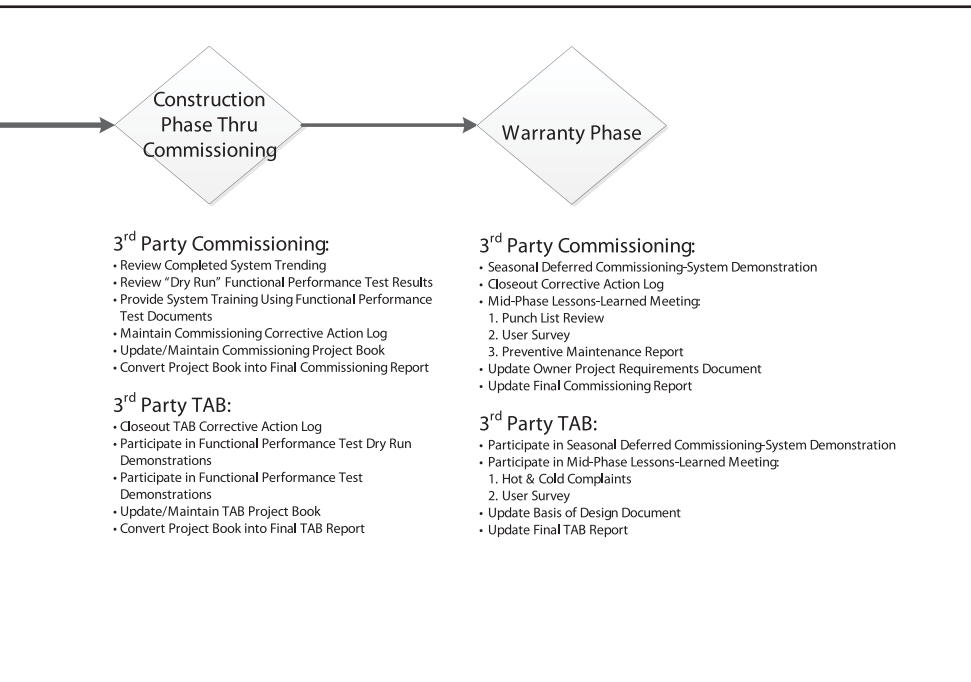 Construction
Phase Thru
Commissioning
Warranty Phase
3rd Party Commissioning:
• Review Completed System Trending
• Review “Dry Run” Functional Performance Test Results
• Provide System Training Using Functional Performance
Test Documents
• Maintain Commissioning Corrective Action Log
• Update/Maintain Commissioning Project Book
• Convert Project Book into Final Commissioning Report
3rd Party TAB:
• Closeout TAB Corrective Action Log
• Participate in Functional Performance Test Dry Run
Demonstrations
• Participate in Functional Performance Test
Demonstrations
• Update/Maintain TAB Project Book
• Convert Project Book into Final TAB Report
3rd Party Commissioning:
• Seasonal Deferred Commissioning-System Demonstration
• Closeout Corrective Action Log
• Mid-Phase Lessons-Learned Meeting:
1. Punch List Review
2. User Survey
3. Preventive Maintenance Report
• Update Owner Project Requirements Document
• Update Final Commissioning Report
3rd Party TAB:
• Participate in Seasonal Deferred Commissioning-System Demonstration
• Participate in Mid-Phase Lessons-Learned Meeting:
1. Hot & Cold Complaints
2. User Survey
• Update Basis of Design Document
• Update Final TAB Report